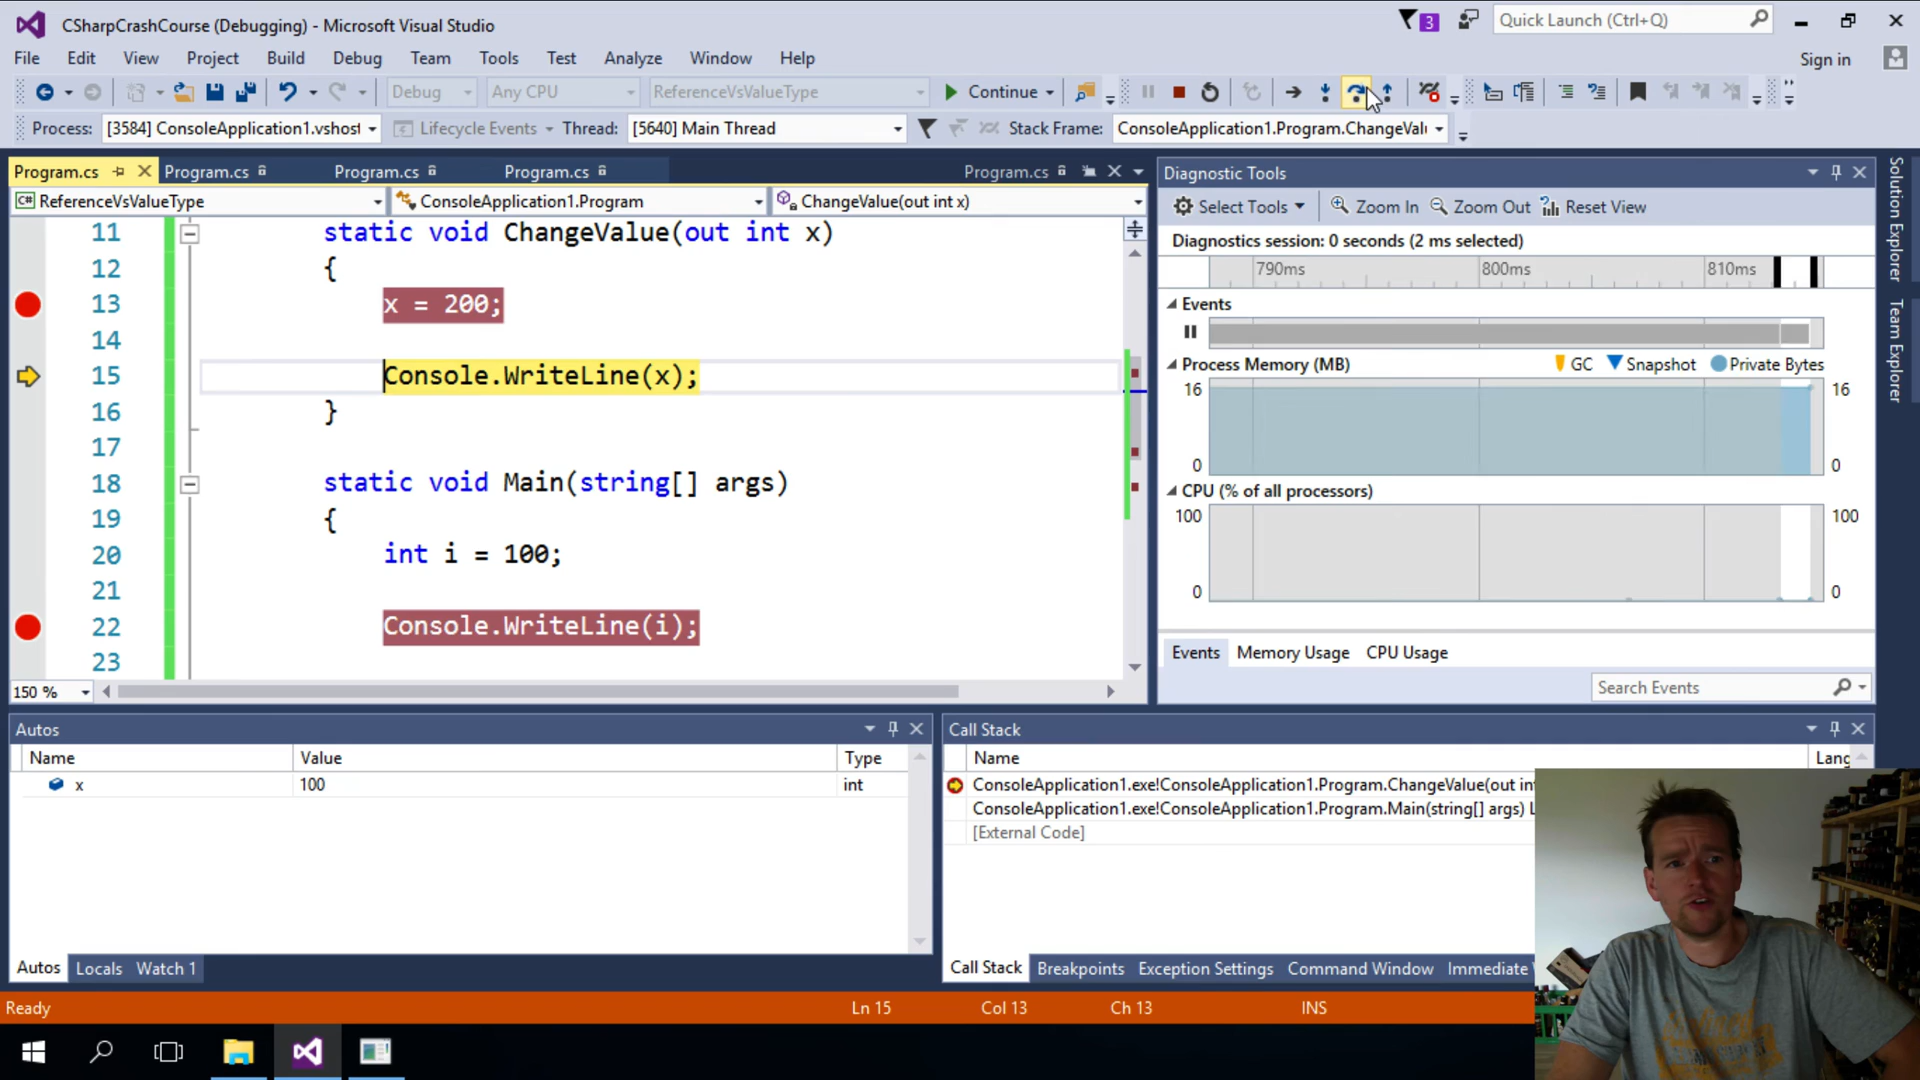 CSharpCrashCourse (Debugging) - Microsoft Visual Studio
3
Quick Launch (Ctrl+Q)
File Edit View Project Build Debug Team Tools Test Analyze Window Help
Sign in
Debug Any CPU ReferenceVsValueType Continue
Process: [3584] ConsoleApplication1.vshost Lifecycle Events Thread: [5640] Main Thread Stack Frame: ConsoleApplication1.Program.ChangeValu
Program.cs Program.cs Program.cs Program.cs Program.cs
C# ReferenceVsValueType ConsoleApplication1.Program ChangeValue(out int x)
11 static void ChangeValue(out int x)
12 {
13 x = 200;
14
15 Console.WriteLine(x);
16 }
17
18 static void Main(string[] args)
19 {
20 int i = 100;
21
22 Console.WriteLine(i);
23
150 %
Diagnostic Tools
Select Tools Zoom In Zoom Out Reset View
Diagnostics session: 0 seconds (2 ms selected)
790ms 800ms 810ms
Events
Process Memory (MB) GC Snapshot Private Bytes
16 16
0 0
CPU (% of all processors)
100 100
0 0
Events Memory Usage CPU Usage
Search Events
Solution Explorer
Team Explorer
Autos
Name Value Type
x 100 int
Autos Locals Watch 1
Call Stack
Name Lang
ConsoleApplication1.exe!ConsoleApplication1.Program.ChangeValue(out in
ConsoleApplication1.exe!ConsoleApplication1.Program.Main(string[] args) L
[External Code]
Call Stack Breakpoints Exception Settings Command Window Immediate W
Ready Ln 15 Col 13 Ch 13 INS